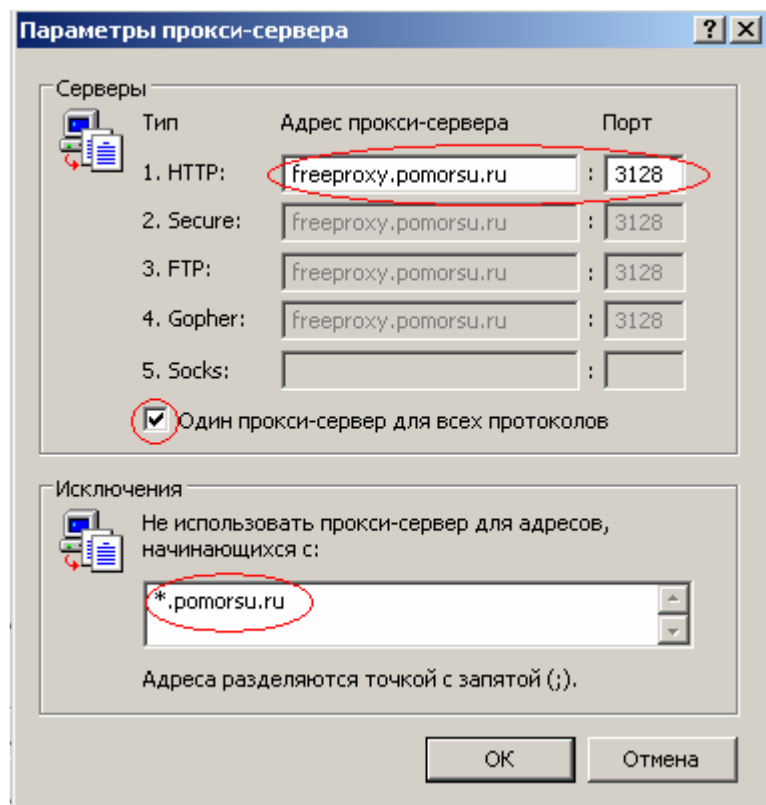 Параметры прокси-сервера
Серверы
Тип Адрес прокси-сервера Порт
1. HTTP: freeproxy.pomorsu.ru : 3128
2. Secure: freeproxy.pomorsu.ru : 3128
3. FTP: freeproxy.pomorsu.ru : 3128
4. Gopher: freeproxy.pomorsu.ru : 3128
5. Socks: :
Один прокси-сервер для всех протоколов
Исключения
Не использовать прокси-сервер для адресов,
начинающихся с:
*.pomorsu.ru
Адреса разделяются точкой с запятой (;).
ОК Отмена